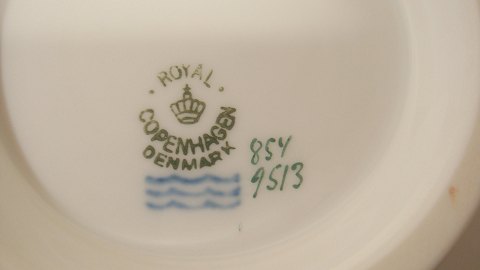 · ROYAL ·
COPENHAGEN
DENMARK
854
9513